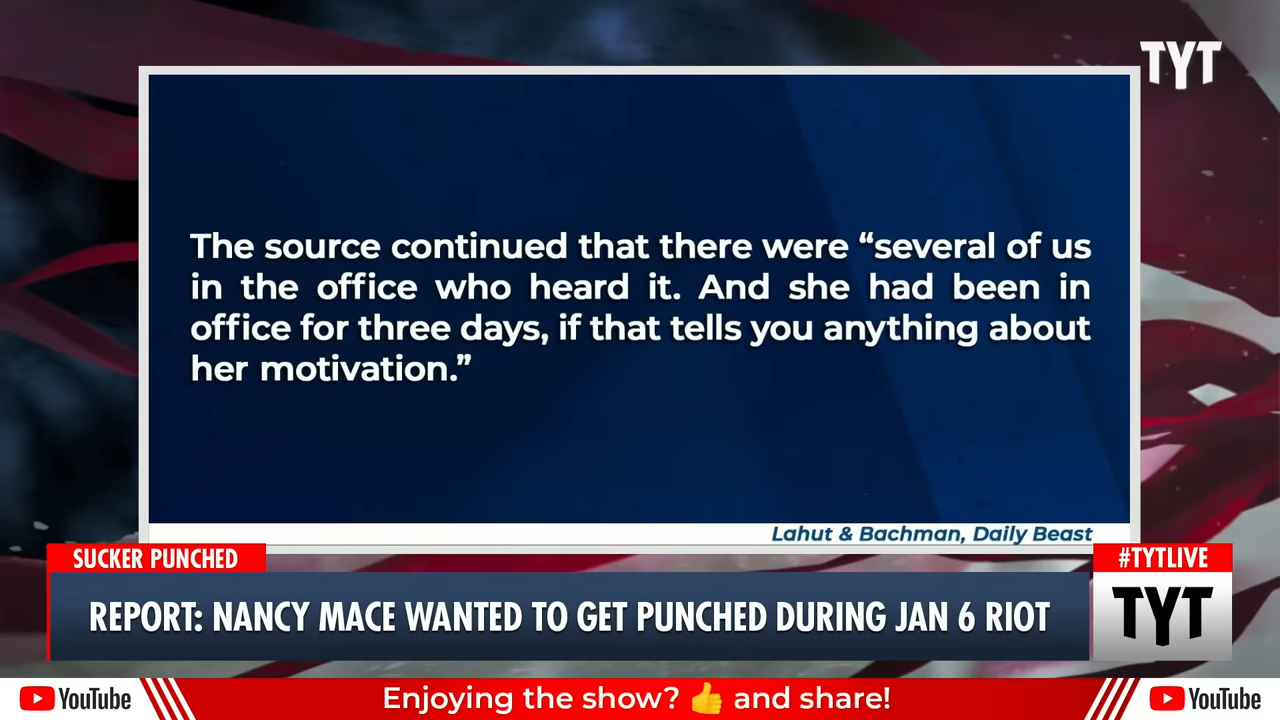 TYT
The source continued that there were “several of us
in the office who heard it. And she had been in
office for three days, if that tells you anything about
her motivation.”
Lahut & Bachman, Daily Beast
SUCKER PUNCHED
#TYTLIVE
REPORT: NANCY MACE WANTED TO GET PUNCHED DURING JAN 6 RIOT
TYT
YouTube
Enjoying the show? 👍 and share!
YouTube